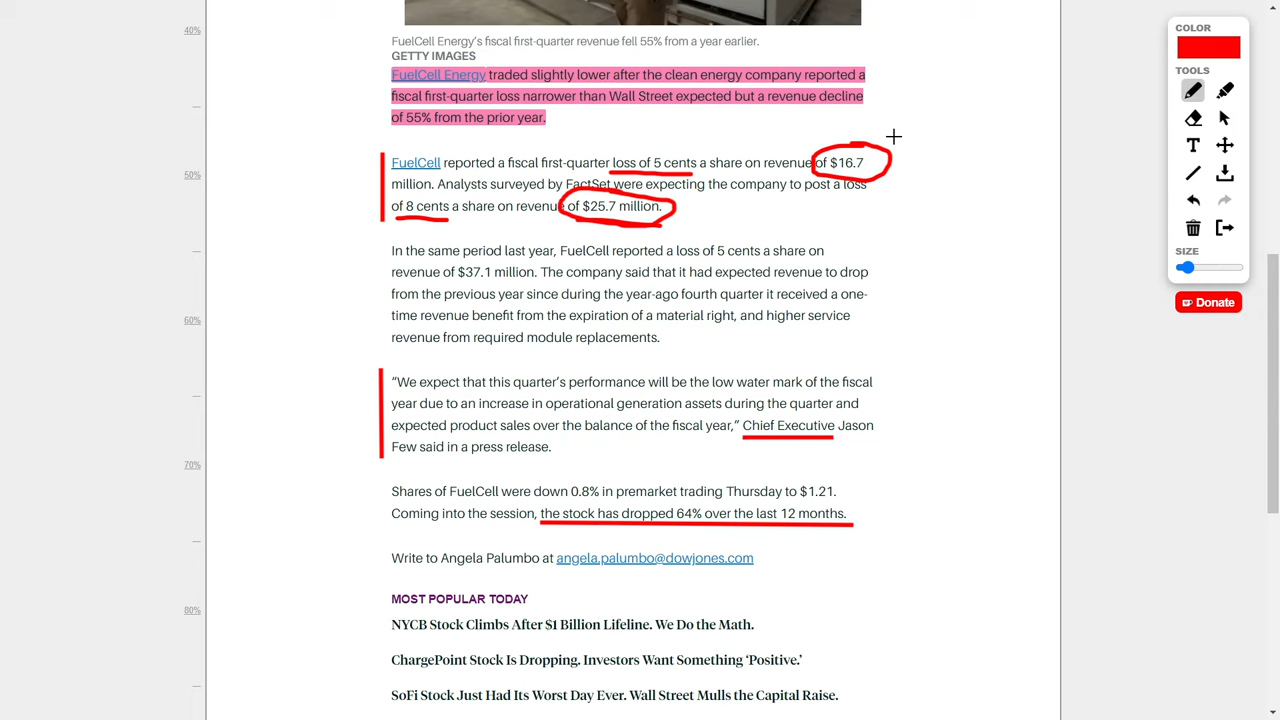 40%
FuelCell Energy's fiscal first-quarter revenue fell 55% from a year earlier.
GETTY IMAGES
FuelCell Energy traded slightly lower after the clean energy company reported a
fiscal first-quarter loss narrower than Wall Street expected but a revenue decline
of 55% from the prior year.
FuelCell reported a fiscal first-quarter loss of 5 cents a share on revenue of $16.7
50%
million. Analysts surveyed by FactSet were expecting the company to post a loss
of 8 cents a share on revenue of $25.7 million.
In the same period last year, FuelCell reported a loss of 5 cents a share on
revenue of $37.1 million. The company said that it had expected revenue to drop
from the previous year since during the year-ago fourth quarter it received a one-
time revenue benefit from the expiration of a material right, and higher service
60%
revenue from required module replacements.
“We expect that this quarter’s performance will be the low water mark of the fiscal
year due to an increase in operational generation assets during the quarter and
expected product sales over the balance of the fiscal year,” Chief Executive Jason
Few said in a press release.
70%
Shares of FuelCell were down 0.8% in premarket trading Thursday to $1.21.
Coming into the session, the stock has dropped 64% over the last 12 months.
Write to Angela Palumbo at angela.palumbo@dowjones.com
MOST POPULAR TODAY
80%
NYCB Stock Climbs After $1 Billion Lifeline. We Do the Math.
ChargePoint Stock Is Dropping. Investors Want Something ‘Positive.’
SoFi Stock Just Had Its Worst Day Ever. Wall Street Mulls the Capital Raise.
COLOR
TOOLS
T
SIZE
Donate